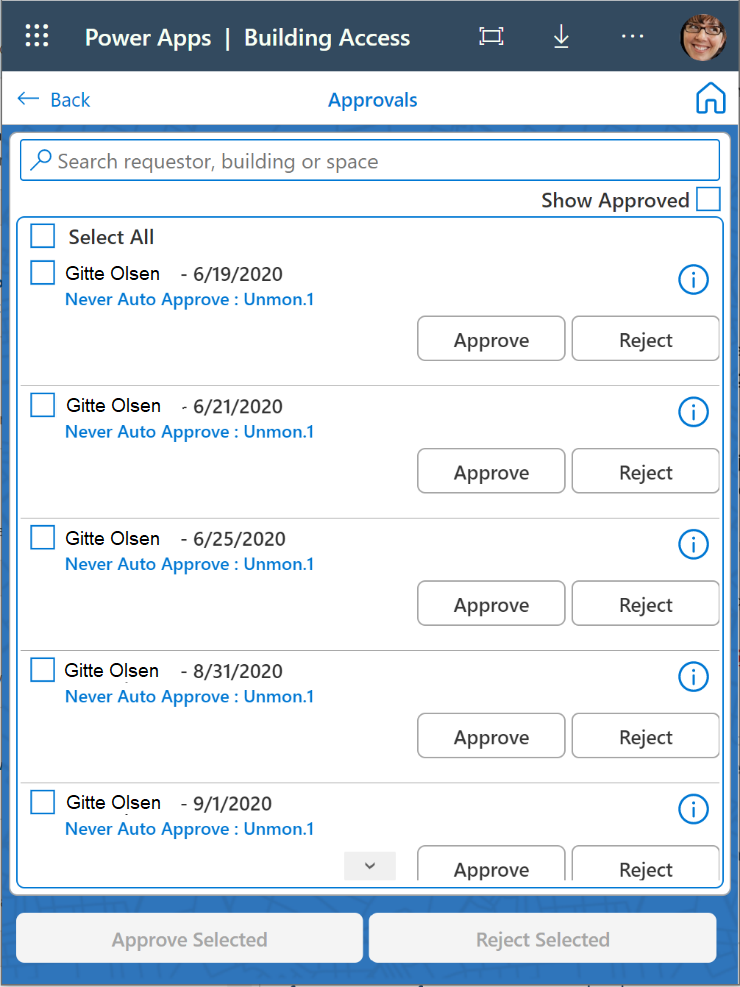 Power Apps | Building Access
Back
Approvals
Search requestor, building or space
Show Approved
Select All
Gitte Olsen - 6/19/2020
Never Auto Approve : Unmon.1
Approve Reject
Gitte Olsen - 6/21/2020
Never Auto Approve : Unmon.1
Approve Reject
Gitte Olsen - 6/25/2020
Never Auto Approve : Unmon.1
Approve Reject
Gitte Olsen - 8/31/2020
Never Auto Approve : Unmon.1
Approve Reject
Gitte Olsen - 9/1/2020
Never Auto Approve : Unmon.1
Approve Reject
Approve Selected Reject Selected